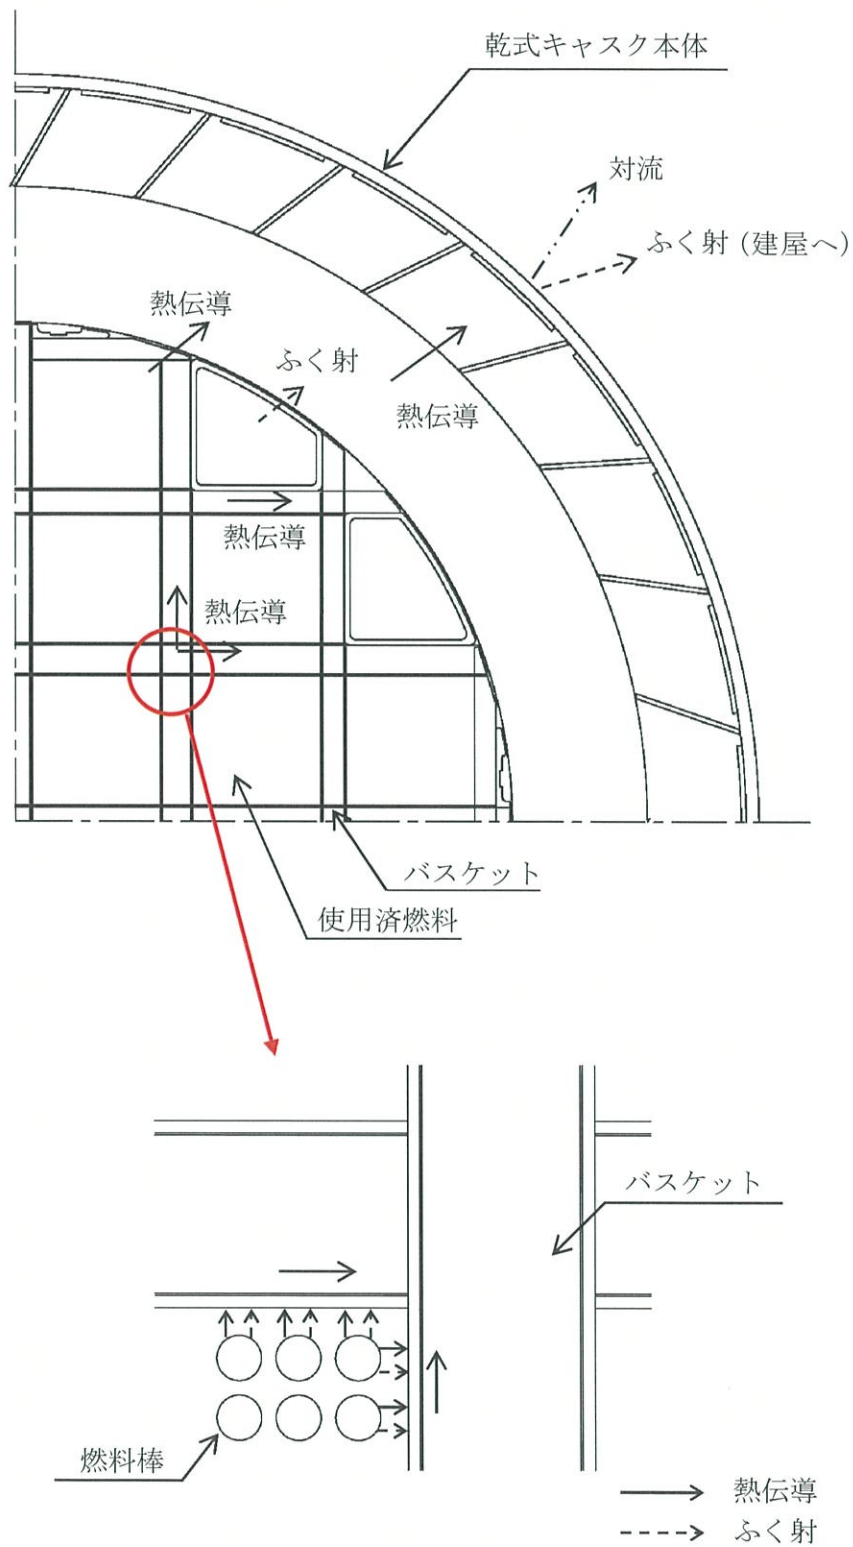 乾式キャスク本体
対流
ふく射 (建屋へ)
熱伝導
ふく射
熱伝導
熱伝導
熱伝導
バスケット
使用済燃料
バスケット
燃料棒
熱伝導
ふく射